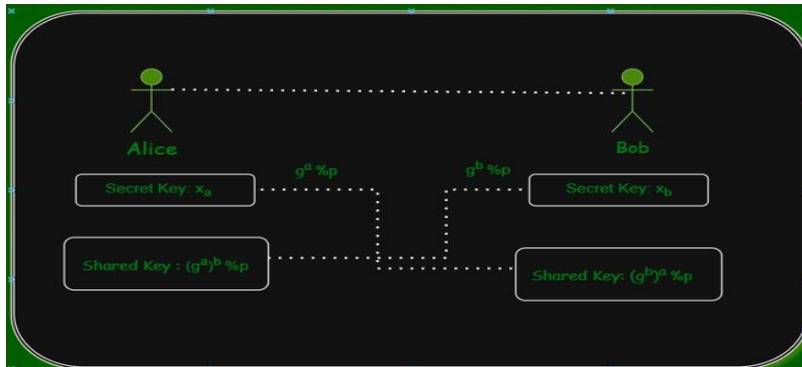 Alice
Bob
g^a %p
g^b %p
Secret Key: x_a
Secret Key: x_b
Shared Key : (g^a)^b %p
Shared Key: (g^b)^a %p